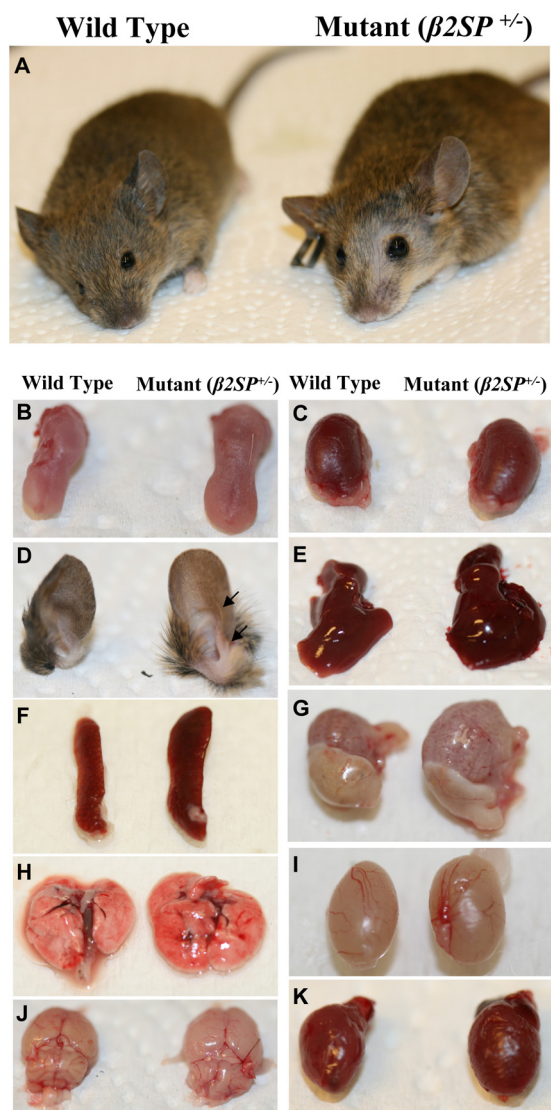 Wild Type Mutant (β2SP +/-)
A
Wild Type Mutant (β2SP+/-) Wild Type Mutant (β2SP+/-)
B C
D E
F G
H I
J K